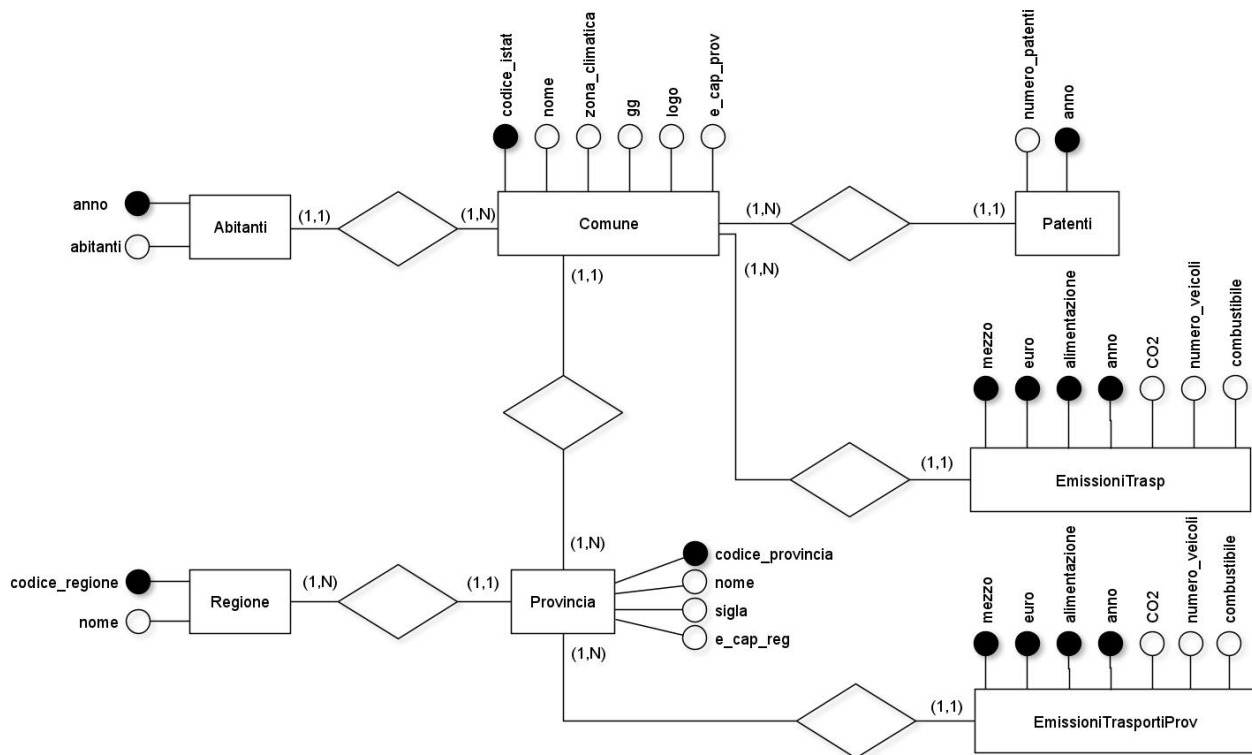 codice_istat
nome
zona_climatica
gg
logo
e_cap_prov
numero_patenti
anno
anno
abitanti
Abitanti
(1,1)
(1,N)
Comune
(1,N)
(1,1)
Patenti
(1,1)
(1,N)
mezzo
euro
alimentazione
anno
CO2
numero_veicoli
combustibile
(1,1)
EmissioniTrasp
(1,N)
codice_regione
nome
Regione
(1,N)
(1,1)
Provincia
codice_provincia
nome
sigla
e_cap_reg
(1,N)
mezzo
euro
alimentazione
anno
CO2
numero_veicoli
combustibile
(1,1)
EmissioniTrasportiProv